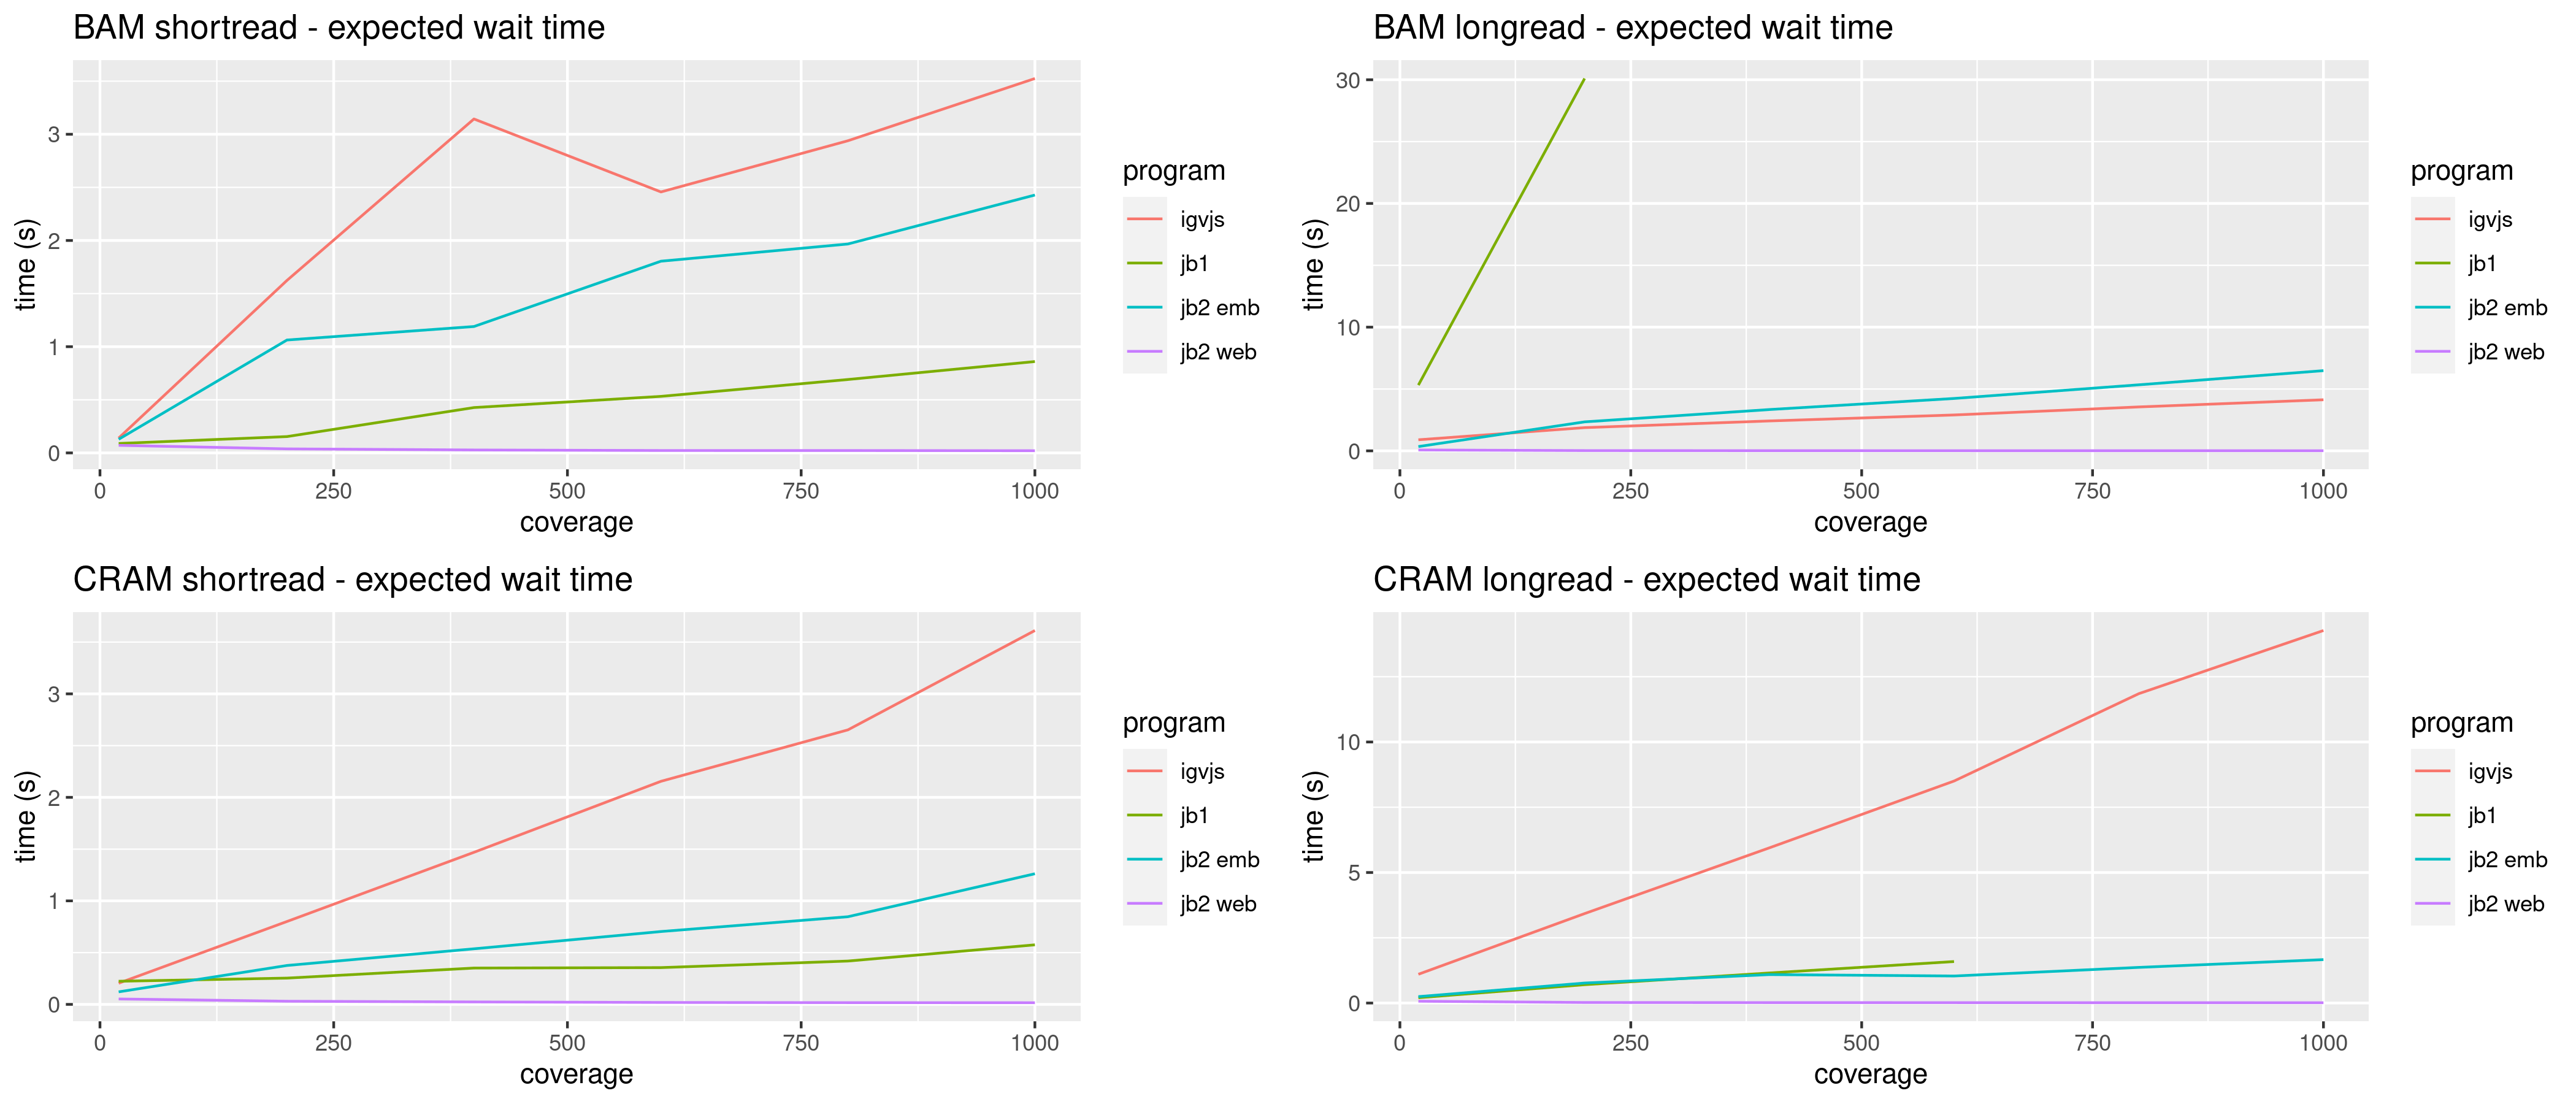 BAM shortread - expected wait time
time (s)
3
2
1
0
0 250 500 750 1000
coverage
program
igvjs
jb1
jb2 emb
jb2 web
BAM longread - expected wait time
time (s)
30
20
10
0
0 250 500 750 1000
coverage
program
igvjs
jb1
jb2 emb
jb2 web
CRAM shortread - expected wait time
time (s)
3
2
1
0
0 250 500 750 1000
coverage
program
igvjs
jb1
jb2 emb
jb2 web
CRAM longread - expected wait time
time (s)
10
5
0
0 250 500 750 1000
coverage
program
igvjs
jb1
jb2 emb
jb2 web